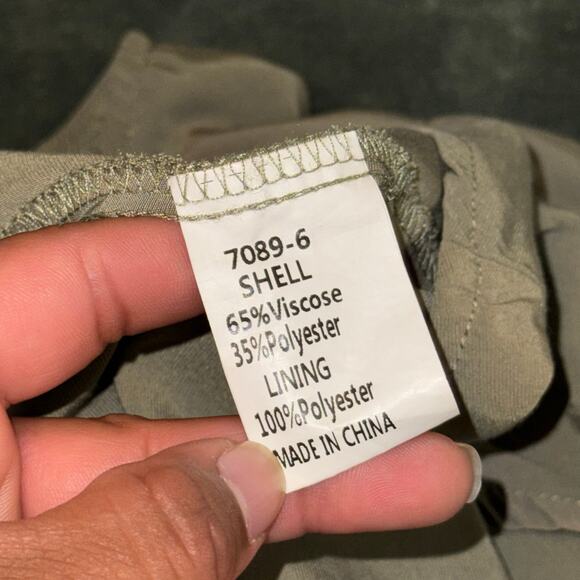 7089-6
SHELL
65%Viscose
35%Polyester
LINING
100%Polyester
MADE IN CHINA